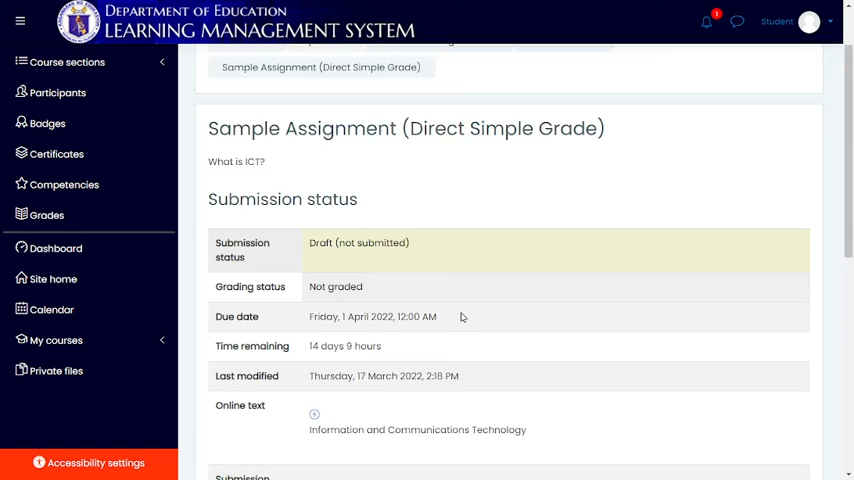 DEPARTMENT OF EDUCATION
LEARNING MANAGEMENT SYSTEM
1
Student
Course sections
Participants
Badges
Certificates
Competencies
Grades
Dashboard
Site home
Calendar
My courses
Private files
Accessibility settings
Sample Assignment (Direct Simple Grade)
Sample Assignment (Direct Simple Grade)
What is ICT?
Submission status
Submission status Draft (not submitted)
Grading status Not graded
Due date Friday, 1 April 2022, 12:00 AM
Time remaining 14 days 9 hours
Last modified Thursday, 17 March 2022, 2:18 PM
Online text
Information and Communications Technology
Submission